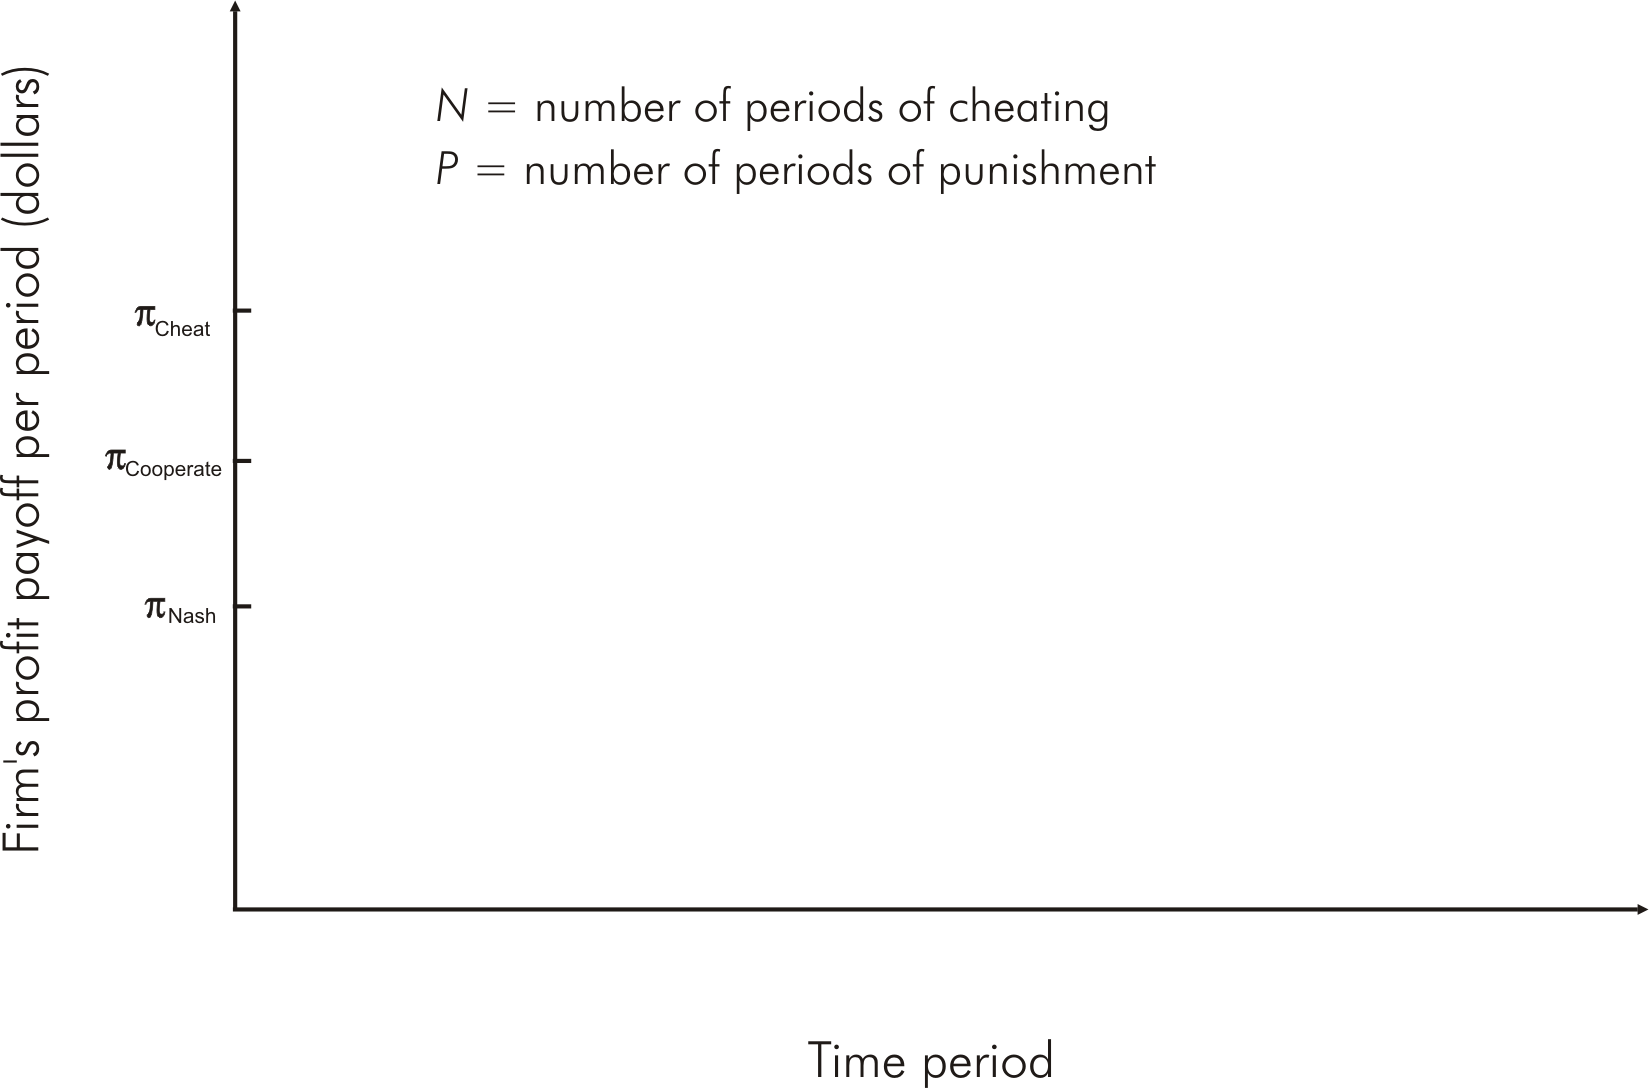 Firm's profit payoff per period (dollars)
N = number of periods of cheating
P = number of periods of punishment
πCheat
πCooperate
πNash
Time period